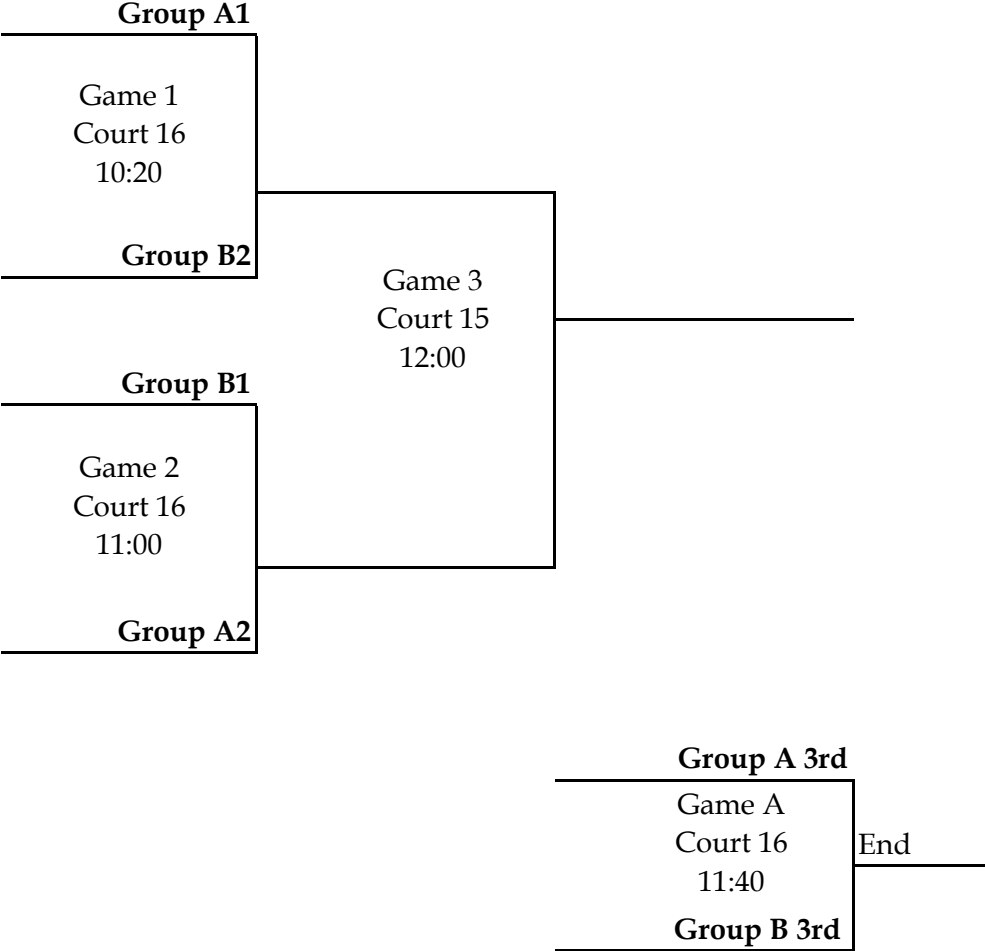 Group A1
Game 1
Court 16
10:20
Group B2
Game 3
Court 15
12:00
Group B1
Game 2
Court 16
11:00
Group A2
Group A 3rd
Game A
Court 16
11:40
End
Group B 3rd